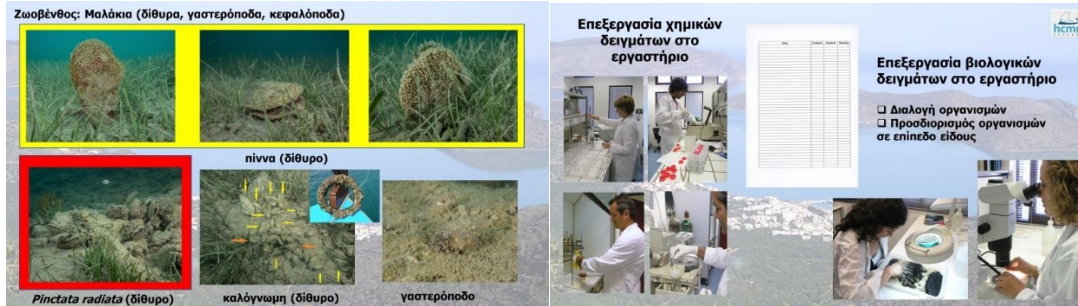 Ζωοβένθος: Μαλάκια (δίθυρα, γαστερόποδα, κεφαλόποδα)
πίννα (δίθυρο)
Pinctata radiata (δίθυρο)
καλόγνωμη (δίθυρο)
γαστερόποδο
Επεξεργασία χημικών
δειγμάτων στο
εργαστήριο
hcmr
Επεξεργασία βιολογικών
δειγμάτων στο εργαστήριο
❑ Διαλογή οργανισμών
❑ Προσδιορισμός οργανισμών
σε επίπεδο είδους